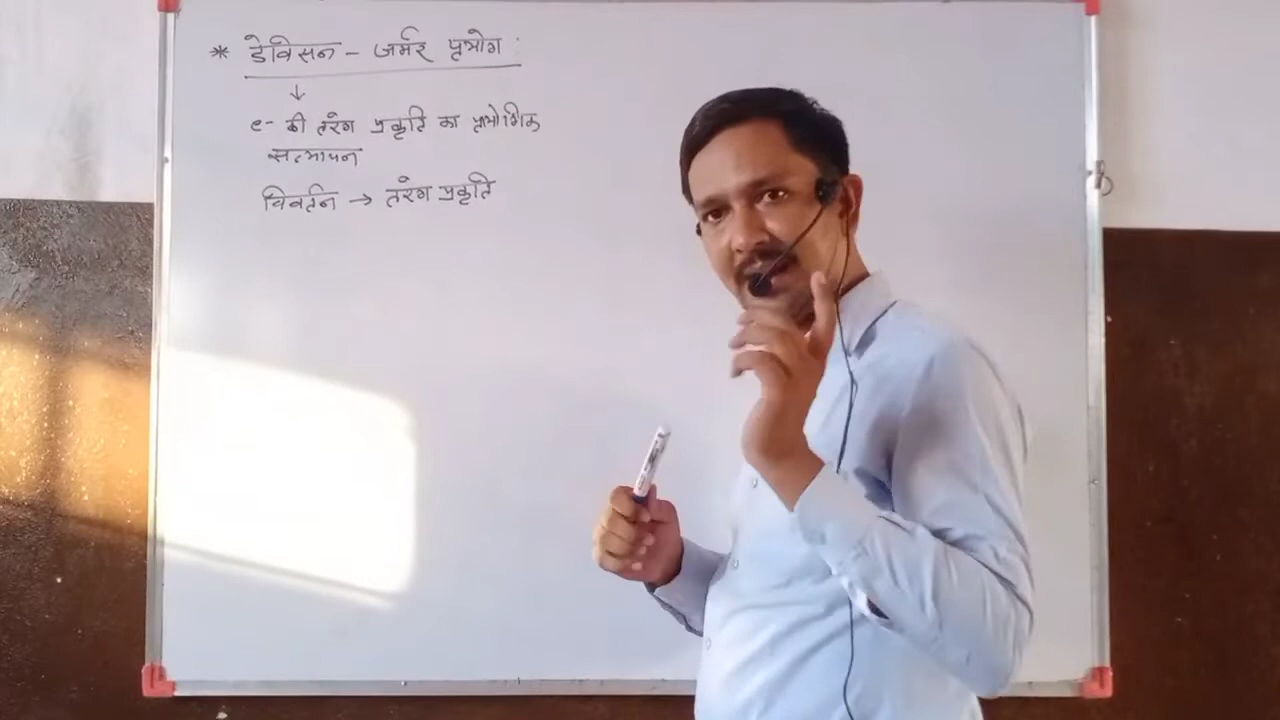 * डेविसन - जर्मर प्रयोग :
↓
e- की तरंग प्रकृति का प्रायोगिक
सत्यापन
विवर्तन → तरंग प्रकृति